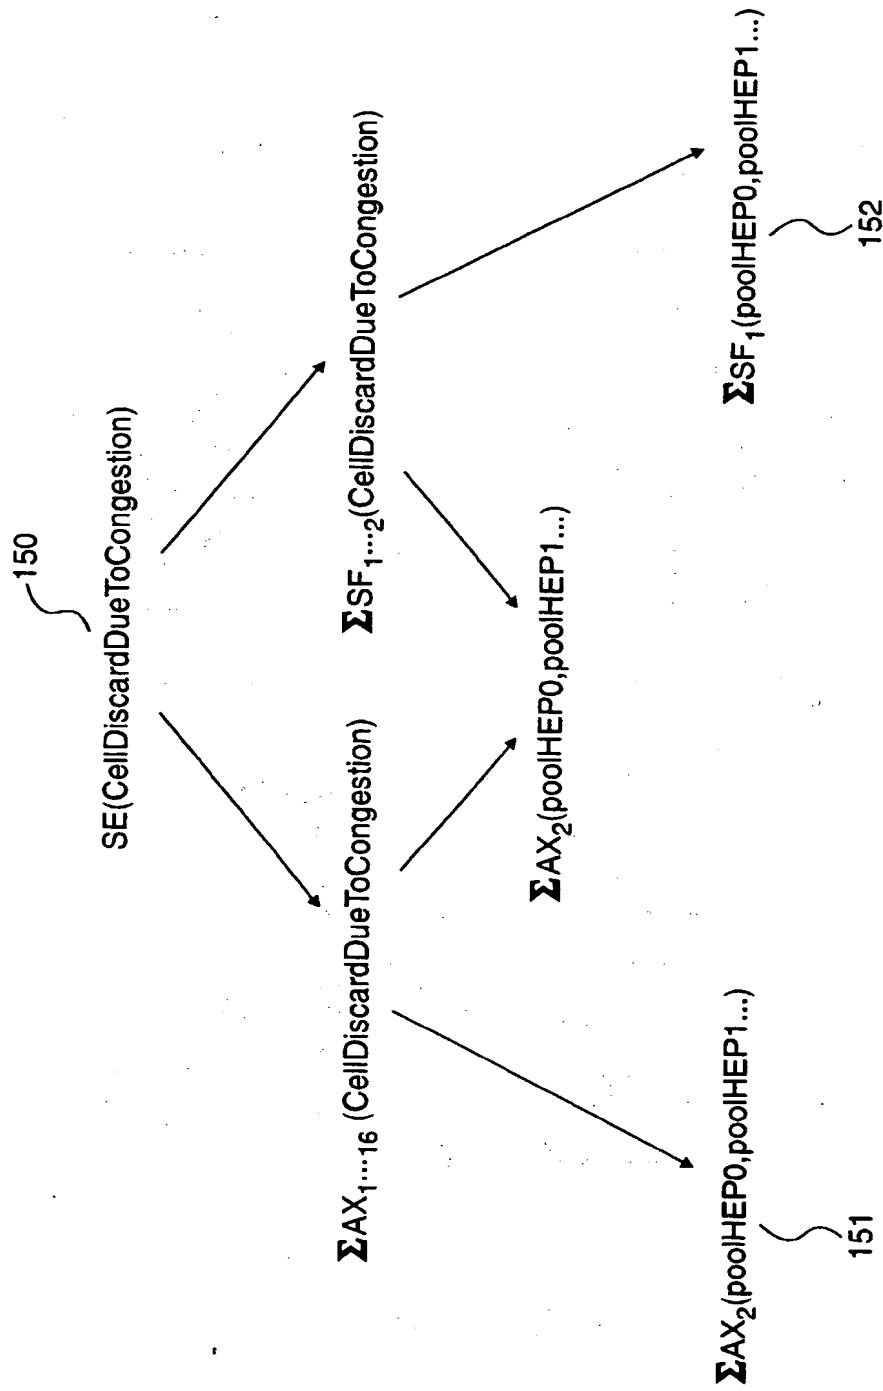 150
SE(CellDiscardDueToCongestion)
ΣAX1...16 (CellDiscardDueToCongestion)
ΣSF1...2(CellDiscardDueToCongestion)
ΣAX2(poolHEP0,poolHEP1...)
ΣAX2(poolHEP0,poolHEP1...)
151
ΣSF1(poolHEP0,poolHEP1...)
152